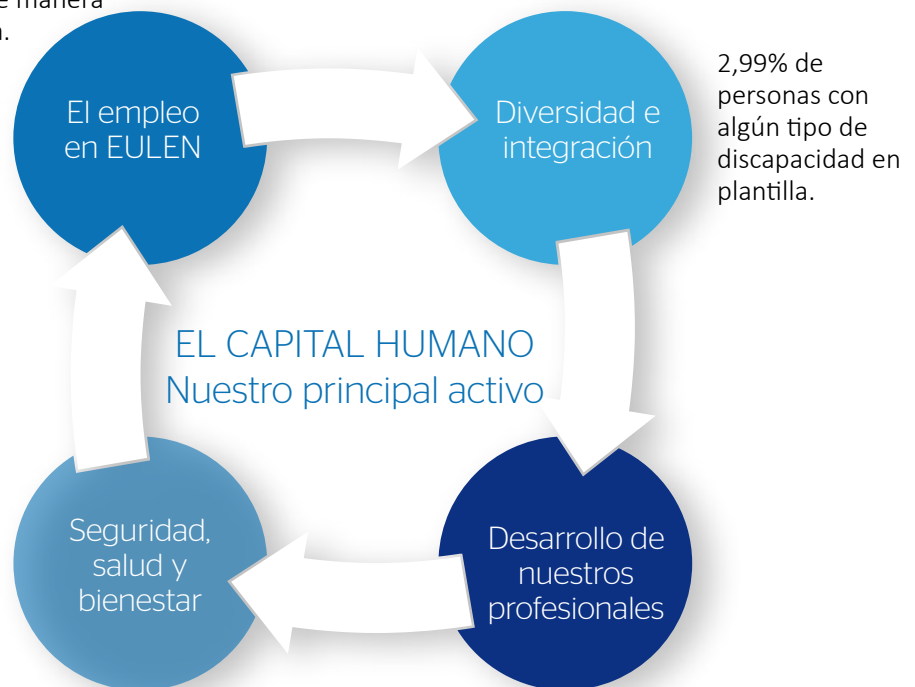 manera
El empleo
en EULEN
Diversidad e
integración
2,99% de
personas con
algún tipo de
discapacidad en
plantilla.
EL CAPITAL HUMANO
Nuestro principal activo
Seguridad,
salud y
bienestar
Desarrollo de
nuestros
profesionales